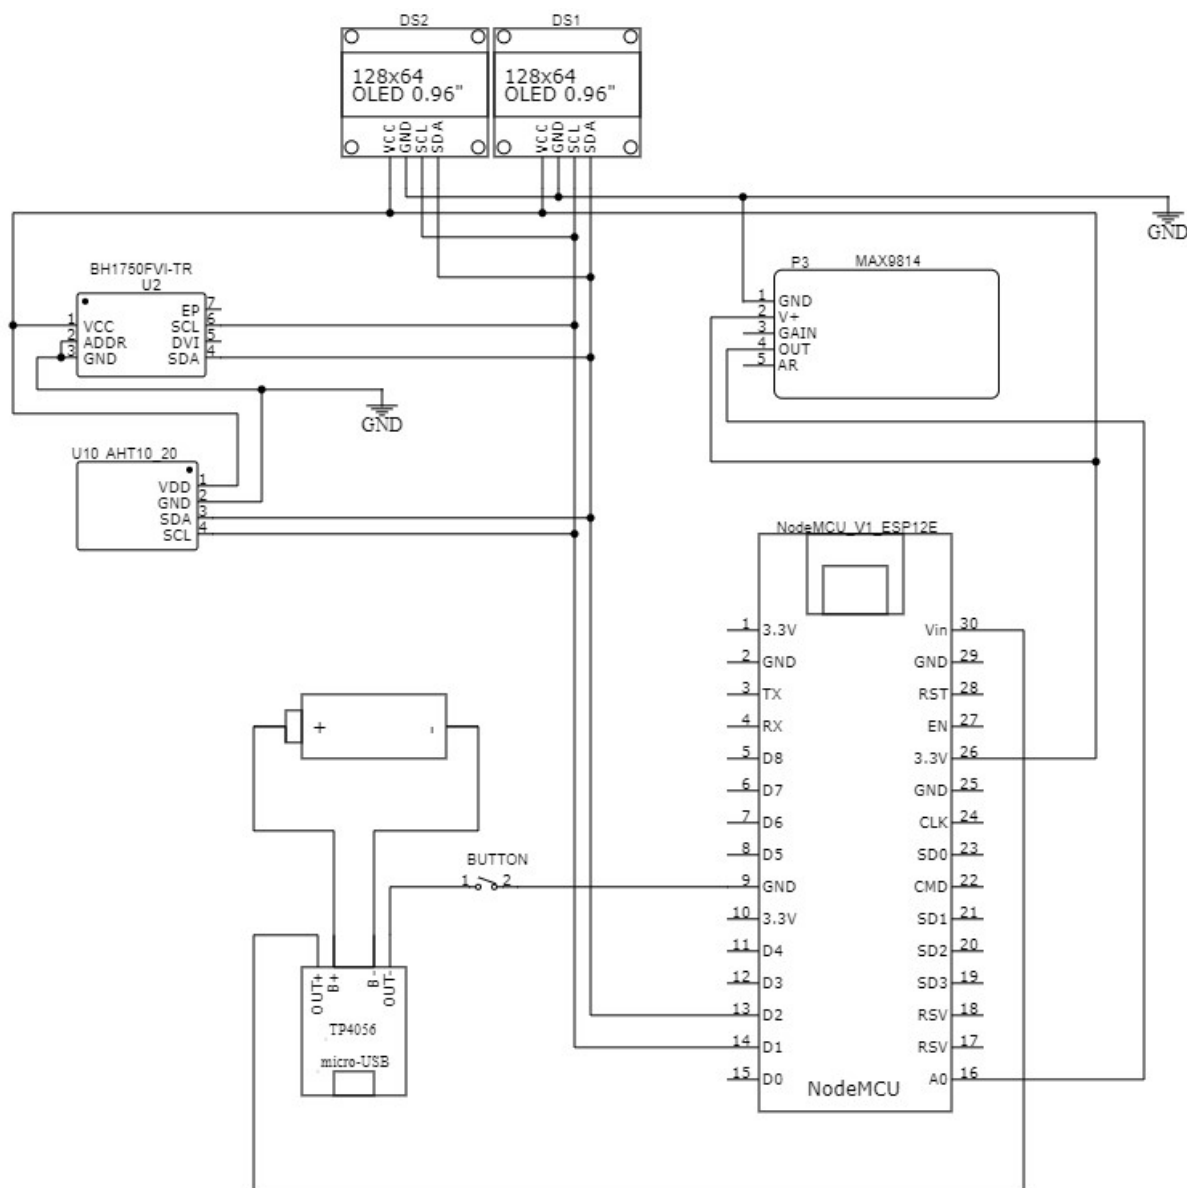 DS2
128x64
OLED 0.96"
VCC
GND
SCL
SDA
DS1
128x64
OLED 0.96"
VCC
GND
SCL
SDA
GND
BH1750FVI-TR
U2
EP 7
1 VCC
SCL 6
2 ADDR
DVI 5
3 GND
SDA 4
GND
P3 MAX9814
1 GND
2 V+
3 GAIN
4 OUT
5 AR
U10 AHT10_20
VDD 1
GND 2
SDA 3
SCL 4
NodeMCU_V1_ESP12E
1 3.3V Vin 30
2 GND GND 29
3 TX RST 28
4 RX EN 27
5 D8 3.3V 26
6 D7 GND 25
7 D6 CLK 24
8 D5 SD0 23
9 GND CMD 22
10 3.3V SD1 21
11 D4 SD2 20
12 D3 SD3 19
13 D2 RSV 18
14 D1 RSV 17
15 D0 A0 16
NodeMCU
+ -
BUTTON
1 2
OUT+
B+
B-
OUT-
TP4056
micro-USB